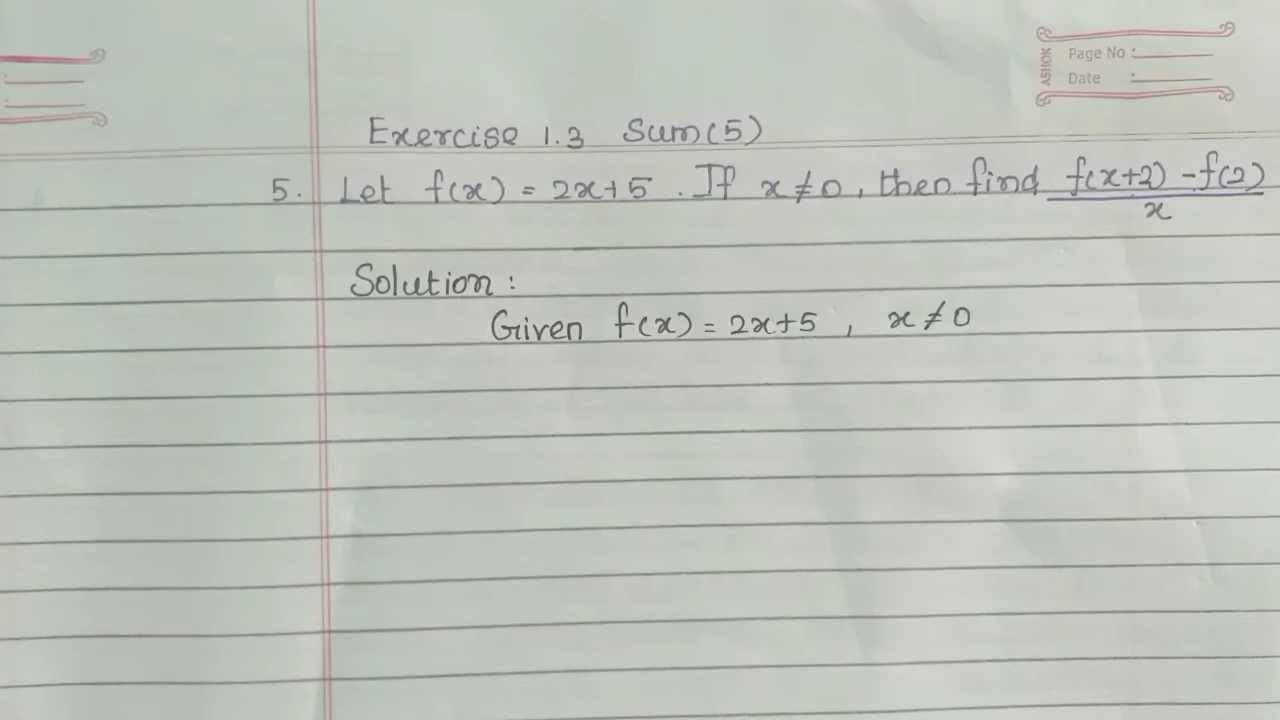 ASHOK
Page No :
Date :
Exercise 1.3 Sum(5)
5. Let f(x) = 2x+5 . If x≠0, then find f(x+2) -f(2)
x
Solution :
Given f(x) = 2x+5 , x≠0